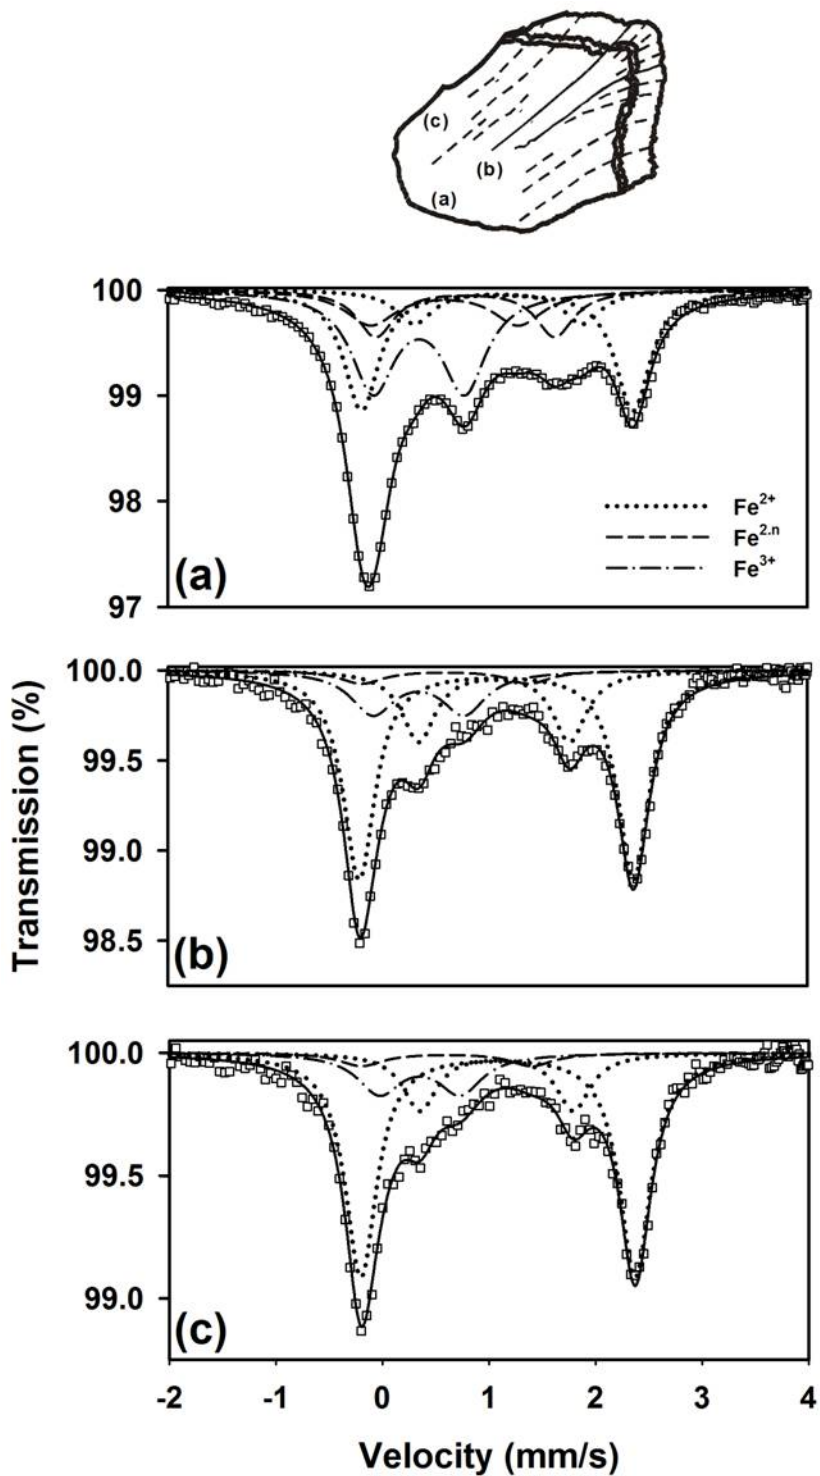 (c)
(b)
(a)
100
99
98
97
(a)
Fe2+
Fe2.n
Fe3+
Transmission (%)
100.0
99.5
99.0
98.5
(b)
100.0
99.5
99.0
(c)
-2 -1 0 1 2 3 4
Velocity (mm/s)